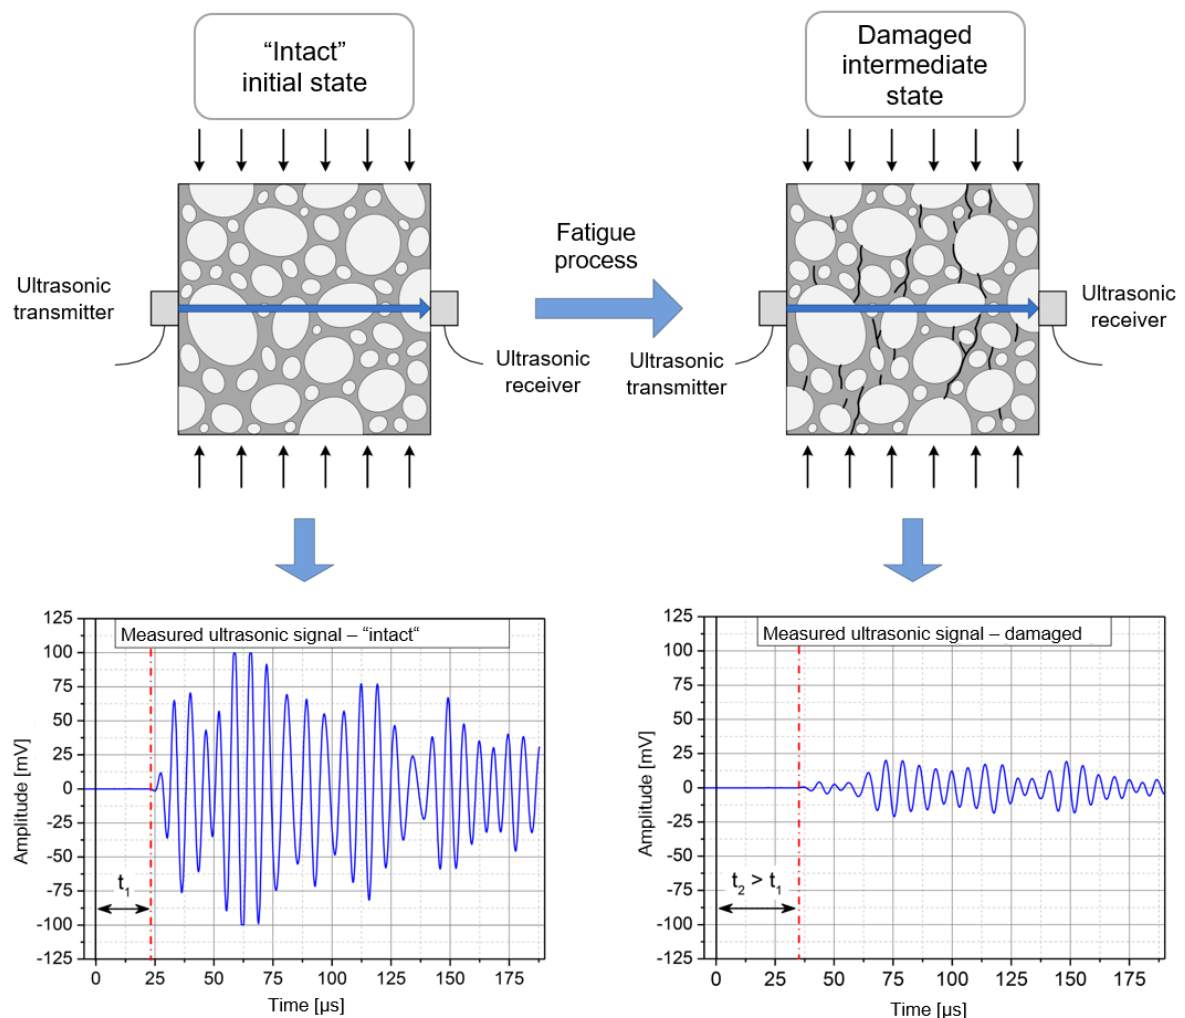 “Intact”
initial state
Damaged
intermediate
state
Fatigue
process
Ultrasonic
transmitter
Ultrasonic
receiver
Ultrasonic
transmitter
Ultrasonic
receiver
Measured ultrasonic signal – “intact“
125
100
75
50
25
0
-25
-50
-75
-100
-125
Amplitude [mV]
t₁
0 25 50 75 100 125 150 175
Time [µs]
Measured ultrasonic signal – damaged
125
100
75
50
25
0
-25
-50
-75
-100
-125
Amplitude [mV]
t₂ > t₁
0 25 50 75 100 125 150 175
Time [µs]